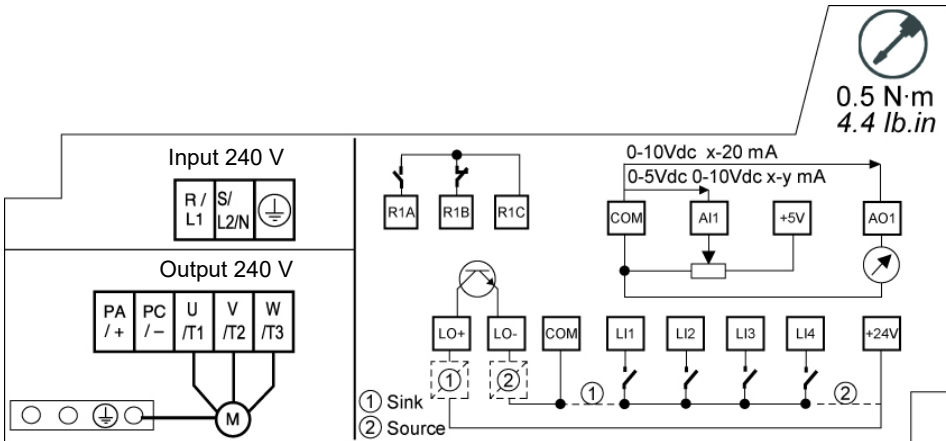 0.5 N·m
4.4 lb.in
Input 240 V
R / L1
S/ L2/N
Output 240 V
PA / +
PC / −
U /T1
V /T2
W /T3
M
R1A
R1B
R1C
0-10Vdc x-20 mA
0-5Vdc 0-10Vdc x-y mA
COM
AI1
+5V
AO1
LO+
LO-
COM
LI1
LI2
LI3
LI4
+24V
①
②
①
②
① Sink
② Source